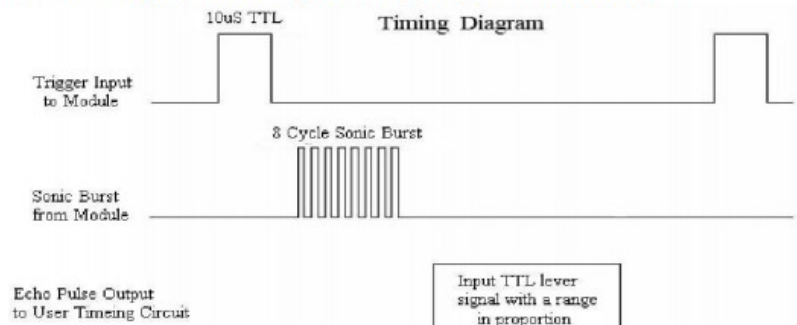 10uS TTL
Timing Diagram
Trigger Input
to Module
8 Cycle Sonic Burst
Sonic Burst
from Module
Echo Pulse Output
to User Timeing Circuit
Input TTL lever
signal with a range
in proportion